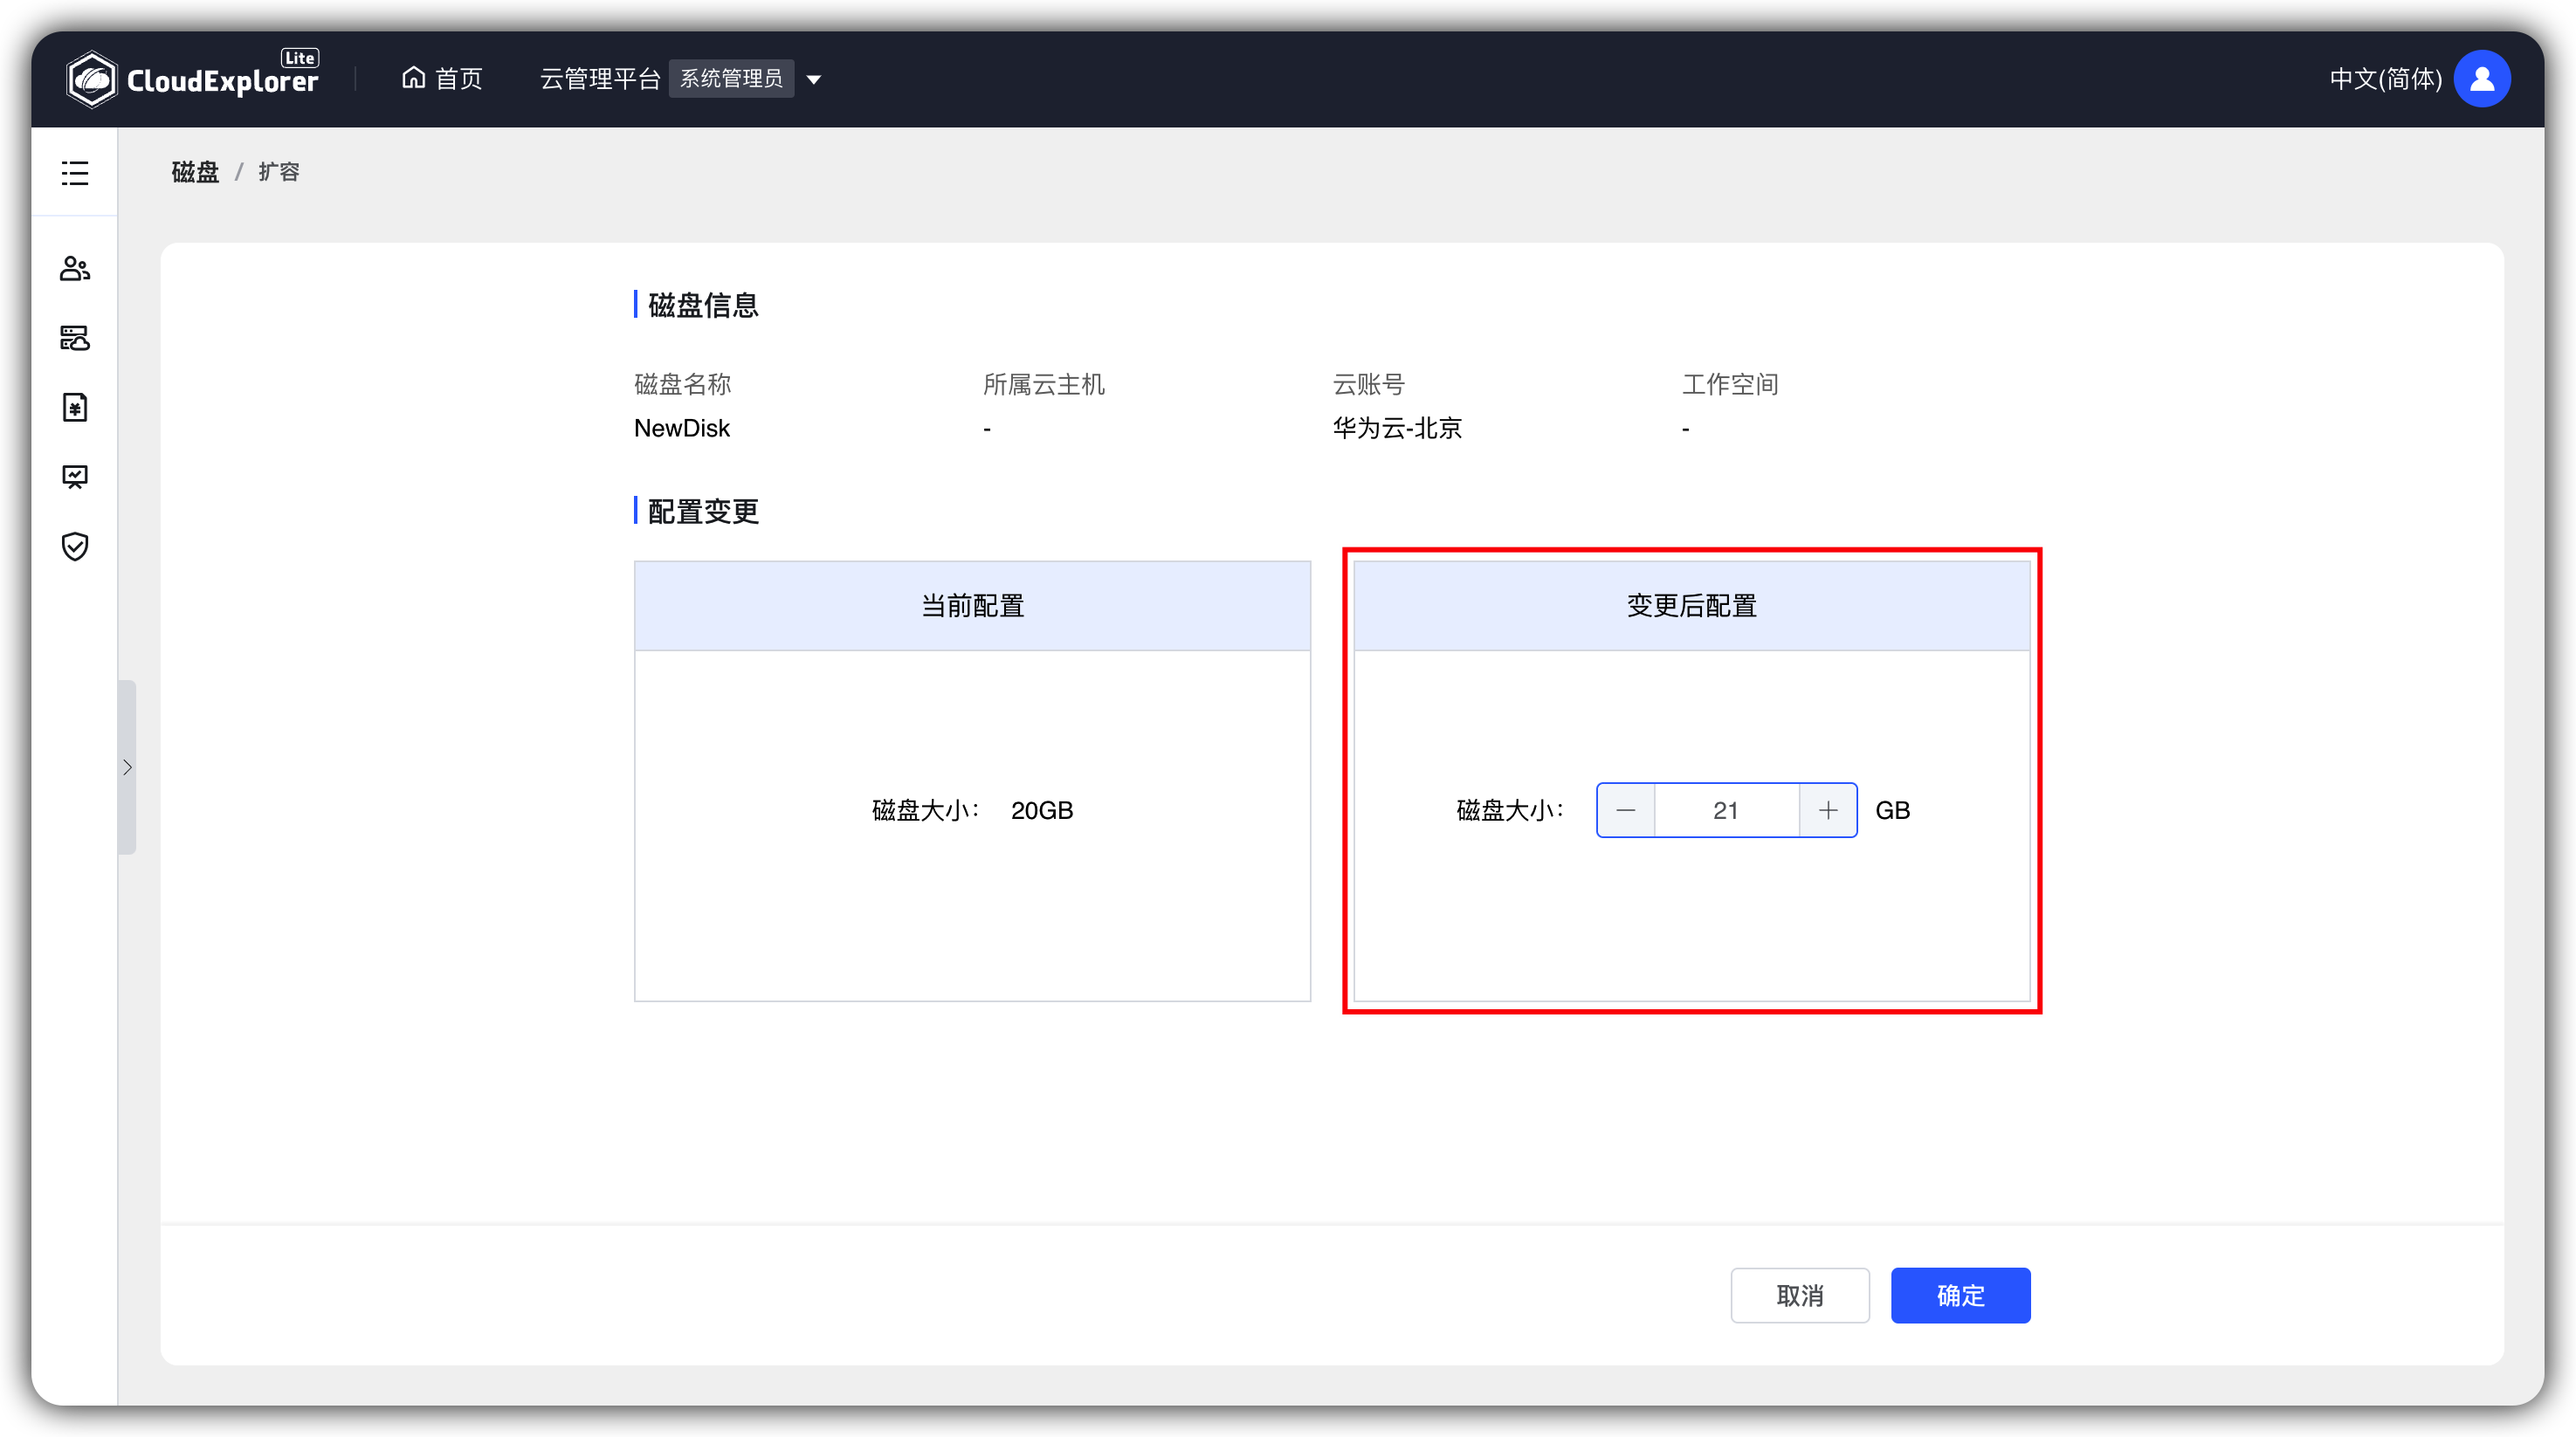 CloudExplorer Lite
首页
云管理平台 系统管理员
中文(简体)
磁盘 / 扩容
磁盘信息
磁盘名称 所属云主机 云账号 工作空间
NewDisk - 华为云-北京 -
配置变更
当前配置 变更后配置
磁盘大小： 20GB 磁盘大小： 21 GB
取消 确定